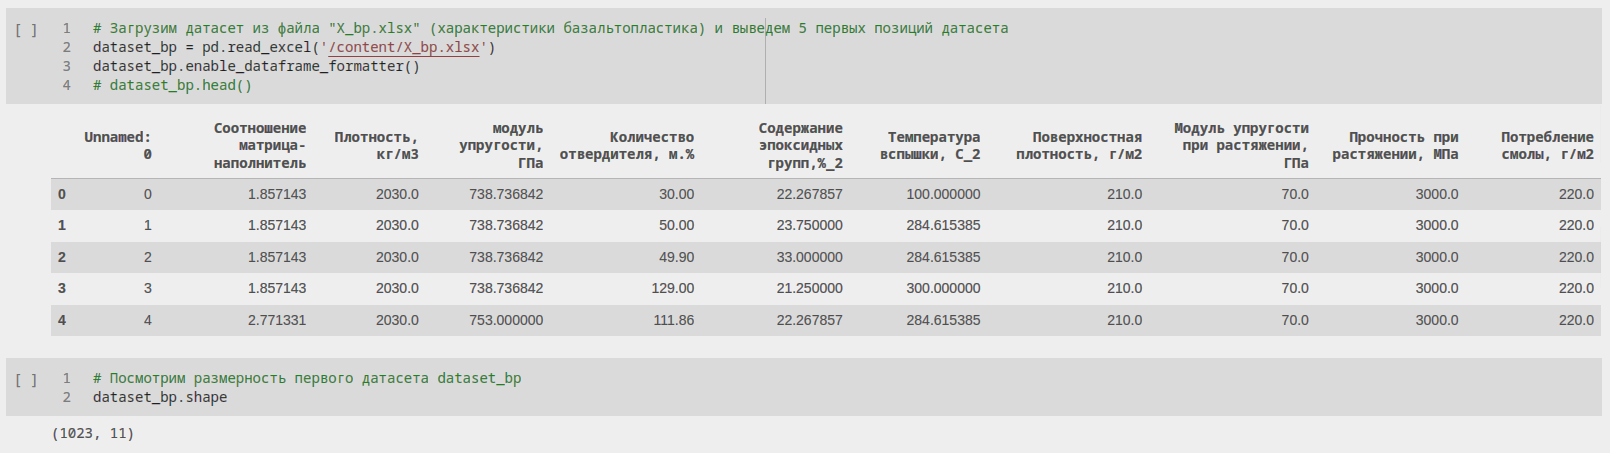 [ ] 1 # Загрузим датасет из файла "X_bp.xlsx" (характеристики базальтопластика) и выведем 5 первых позиций датасета
2 dataset_bp = pd.read_excel('/content/X_bp.xlsx')
3 dataset_bp.enable_dataframe_formatter()
4 # dataset_bp.head()
Unnamed: 0 Соотношение матрица-наполнитель Плотность, кг/м3 модуль упругости, ГПа Количество отвердителя, м.% Содержание эпоксидных групп,%_2 Температура вспышки, С_2 Поверхностная плотность, г/м2 Модуль упругости при растяжении, ГПа Прочность при растяжении, МПа Потребление смолы, г/м2
0 0 1.857143 2030.0 738.736842 30.00 22.267857 100.000000 210.0 70.0 3000.0 220.0
1 1 1.857143 2030.0 738.736842 50.00 23.750000 284.615385 210.0 70.0 3000.0 220.0
2 2 1.857143 2030.0 738.736842 49.90 33.000000 284.615385 210.0 70.0 3000.0 220.0
3 3 1.857143 2030.0 738.736842 129.00 21.250000 300.000000 210.0 70.0 3000.0 220.0
4 4 2.771331 2030.0 753.000000 111.86 22.267857 284.615385 210.0 70.0 3000.0 220.0
[ ] 1 # Посмотрим размерность первого датасета dataset_bp
2 dataset_bp.shape
(1023, 11)